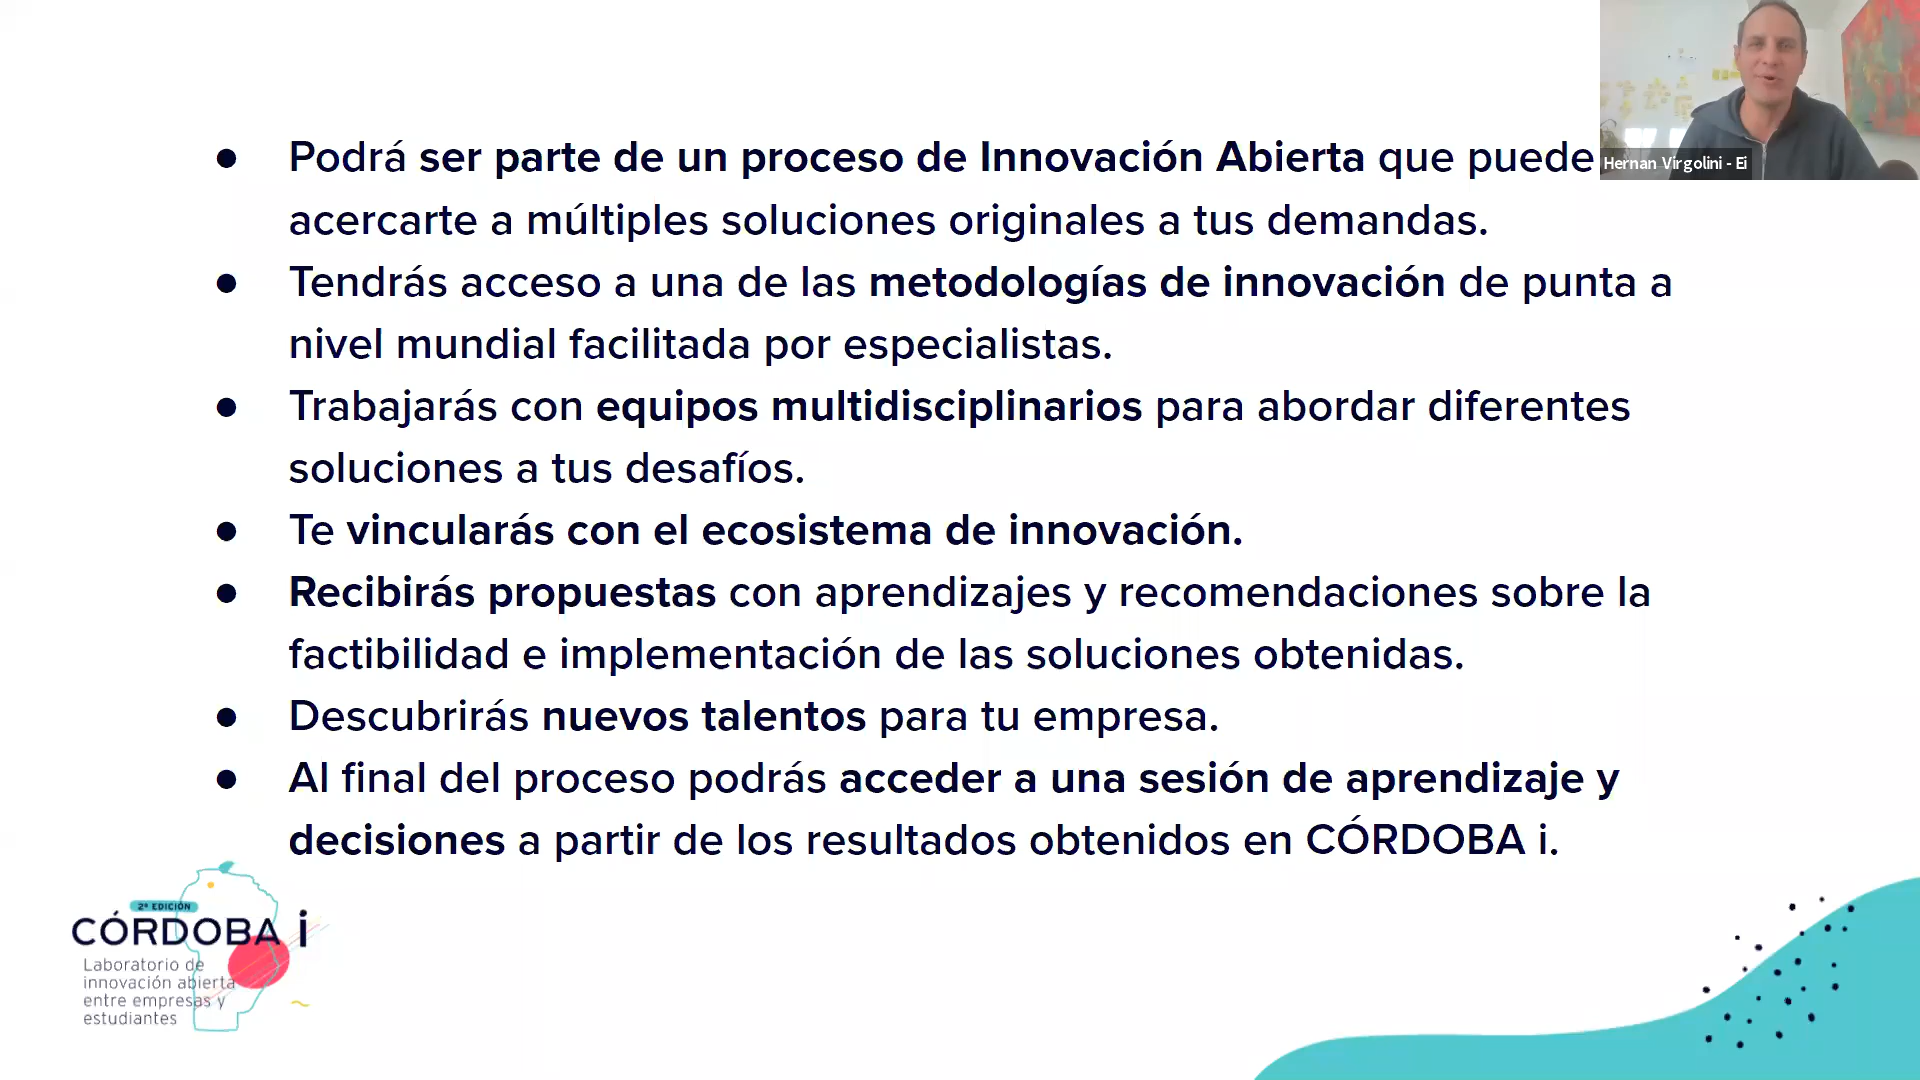 ● Podrá ser parte de un proceso de Innovación Abierta que puede
acercarte a múltiples soluciones originales a tus demandas.
● Tendrás acceso a una de las metodologías de innovación de punta a
nivel mundial facilitada por especialistas.
● Trabajarás con equipos multidisciplinarios para abordar diferentes
soluciones a tus desafíos.
● Te vincularás con el ecosistema de innovación.
● Recibirás propuestas con aprendizajes y recomendaciones sobre la
factibilidad e implementación de las soluciones obtenidas.
● Descubrirás nuevos talentos para tu empresa.
● Al final del proceso podrás acceder a una sesión de aprendizaje y
decisiones a partir de los resultados obtenidos en CÓRDOBA i.
Hernan Virgolini - Ei
2ª EDICIÓN
CÓRDOBA i
Laboratorio de
innovación abierta
entre empresas y
estudiantes